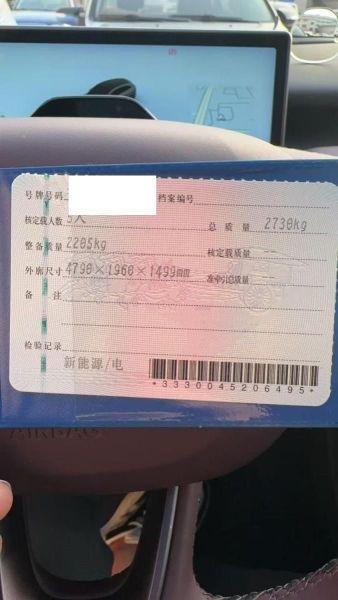 号牌号码
档案编号
核定载人数 5人
总质量 2730kg
整备质量 2205kg
核定载质量
外廓尺寸 4790×1960×1499mm
准牵引总质量
备注
检验记录
新能源/电
*3330045206495*
AIRBAG